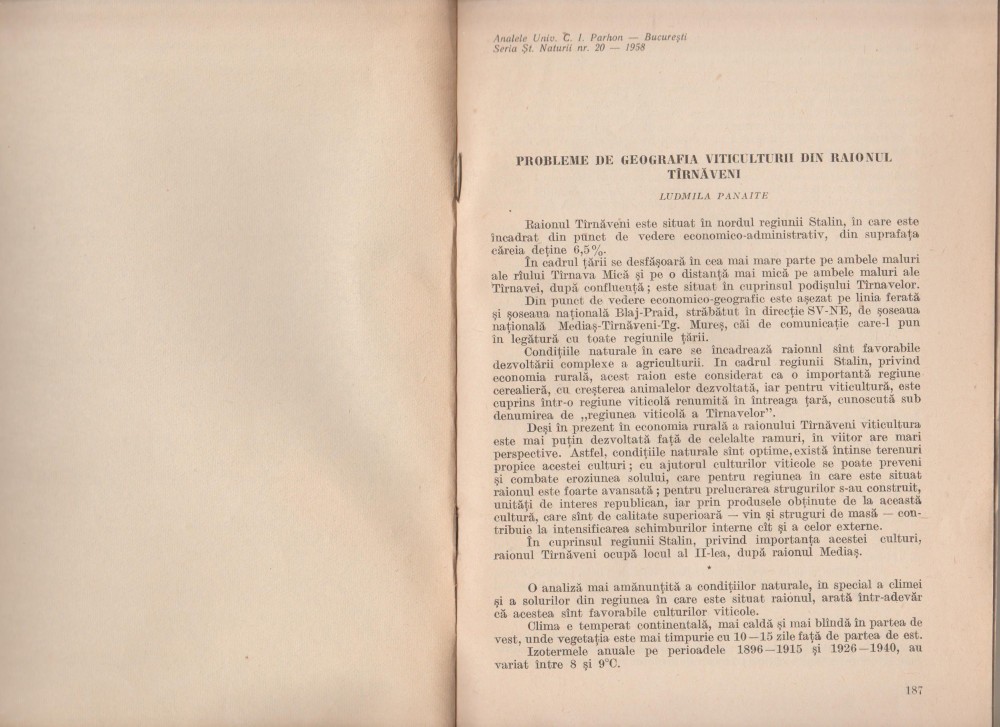 Analele Univ. C. I. Parhon — București
Seria Șt. Naturii nr. 20 — 1958
PROBLEME DE GEOGRAFIA VITICULTURII DIN RAIONUL
TÎRNĂVENI
LUDMILA PANAITE
Raionul Tîrnăveni este situat în nordul regiunii Stalin, în care este
încadrat din punct de vedere economico-administrativ, din suprafața
căreia deține 6,5%.
În cadrul țării se desfășoară în cea mai mare parte pe ambele maluri
ale rîului Tîrnava Mică și pe o distanță mai mică pe ambele maluri ale
Tîrnavei, după confluență; este situat în cuprinsul podișului Tîrnavelor.
Din punct de vedere economico-geografic este așezat pe linia ferată
și șoseaua națională Blaj-Praid, străbătut în direcție SV-NE, de șoseaua
națională Mediaș-Tîrnăveni-Tg. Mureș, căi de comunicație care-l pun
în legătură cu toate regiunile țării.
Condițiile naturale în care se încadrează raionnl sînt favorabile
dezvoltării complexe a agriculturii. In cadrul regiunii Stalin, privind
economia rurală, acest raion este considerat ca o importantă regiune
cerealieră, cu creșterea animalelor dezvoltată, iar pentru viticultură, este
cuprins într-o regiune viticolă renumită în întreaga țară, cunoscută sub
denumirea de „regiunea viticolă a Tîrnavelor”.
Deși în prezent în economia rurală a raionului Tîrnăveni viticultura
este mai puțin dezvoltată față de celelalte ramuri, în viitor are mari
perspective. Astfel, condițiile naturale sînt optime, există întinse terenuri
propice acestei culturi; cu ajutorul culturilor viticole se poate preveni
și combate eroziunea solului, care pentru regiunea în care este situat
raionul este foarte avansată; pentru prelucrarea strugurilor s-au construit,
unități de interes republican, iar prin produsele obținute de la această
cultură, care sînt de calitate superioară — vin și struguri de masă — con-
tribuie la intensificarea schimburilor interne cît și a celor externe.
În cuprinsul regiunii Stalin, privind importanța acestei culturi,
raionul Tîrnăveni ocupă locul al II-lea, după raionul Mediaș.
*
O analiză mai amănunțită a condițiilor naturale, în special a climei
și a solurilor din regiunea în care este situat raionul, arată într-adevăr
că acestea sînt favorabile culturilor viticole.
Clima e temperat continentală, mai caldă și mai blîndă în partea de
vest, unde vegetația este mai timpurie cu 10—15 zile față de partea de est.
Izotermele anuale pe perioadele 1896—1915 și 1926—1940, au
variat între 8 și 9°C.
187